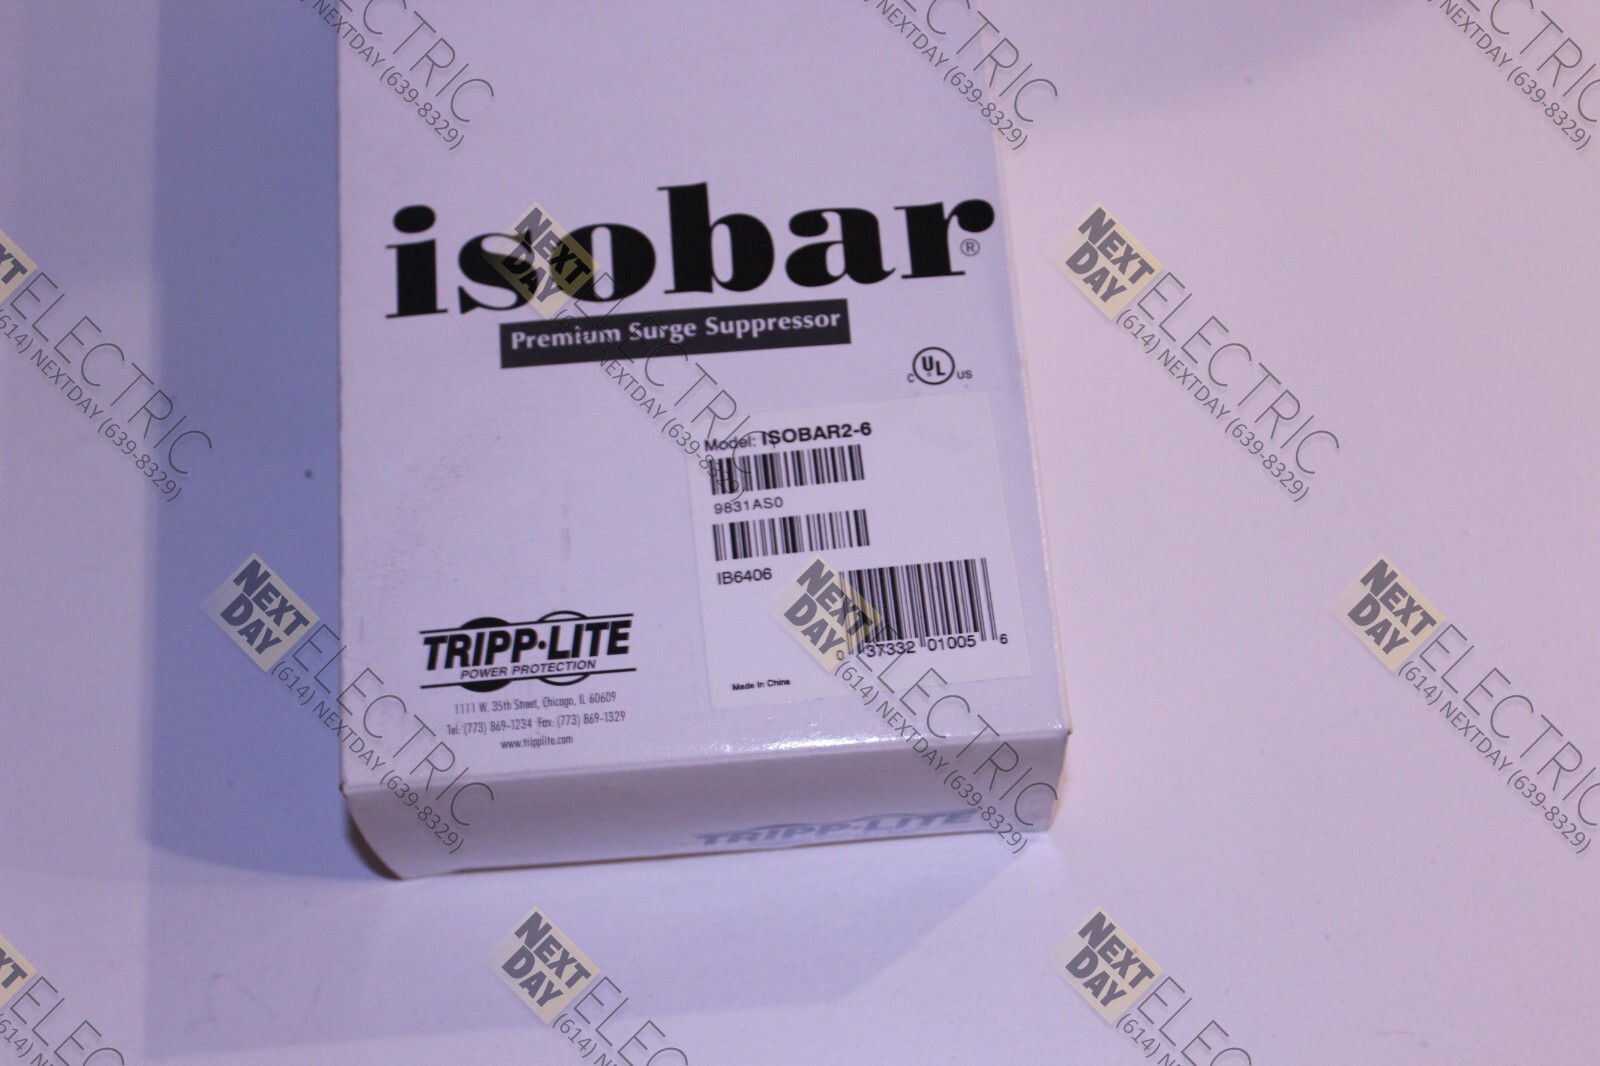 isobar®
Premium Surge Suppressor
C UL US
Model: ISOBAR2-6
9831AS0
IB6406
0 37332 01005 6
Made In China
TRIPP·LITE
POWER PROTECTION
1111 W. 35th Street, Chicago, IL 60609
Tel: (773) 869-1234 Fax: (773) 869-1329
www.tripplite.com
TRIPP·LITE
NEXT DAY ELECTRIC
(614) NEXTDAY (639-8329)